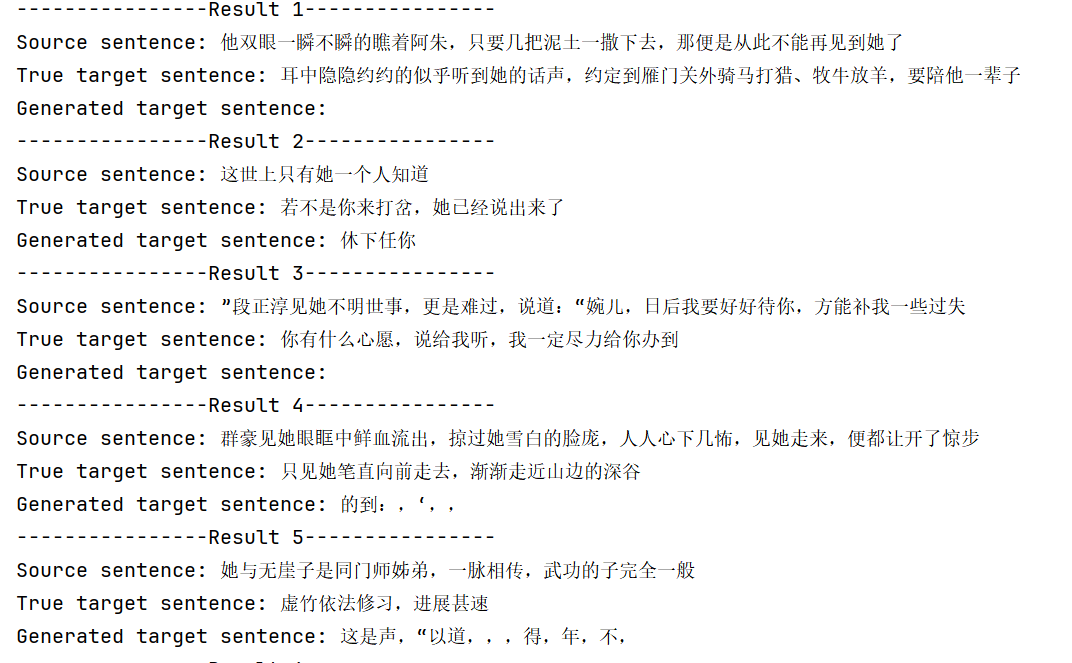 ----------------Result 1----------------
Source sentence: 他双眼一瞬不瞬的瞧着阿朱，只要几把泥土一撒下去，那便是从此不能再见到她了
True target sentence: 耳中隐隐约约的似乎听到她的话声，约定到雁门关外骑马打猎、牧牛放羊，要陪他一辈子
Generated target sentence:
----------------Result 2----------------
Source sentence: 这世上只有她一个人知道
True target sentence: 若不是你来打岔，她已经说出来了
Generated target sentence: 休下任你
----------------Result 3----------------
Source sentence: ”段正淳见她不明世事，更是难过，说道：“婉儿，日后我要好好待你，方能补我一些过失
True target sentence: 你有什么心愿，说给我听，我一定尽力给你办到
Generated target sentence:
----------------Result 4----------------
Source sentence: 群豪见她眼眶中鲜血流出，掠过她雪白的脸庞，人人心下几怖，见她走来，便都让开了惊步
True target sentence: 只见她笔直向前走去，渐渐走近山边的深谷
Generated target sentence: 的到：，‘，，
----------------Result 5----------------
Source sentence: 她与无崖子是同门师姊弟，一脉相传，武功的子完全一般
True target sentence: 虚竹依法修习，进展甚速
Generated target sentence: 这是声，“以道，，，得，年，不，